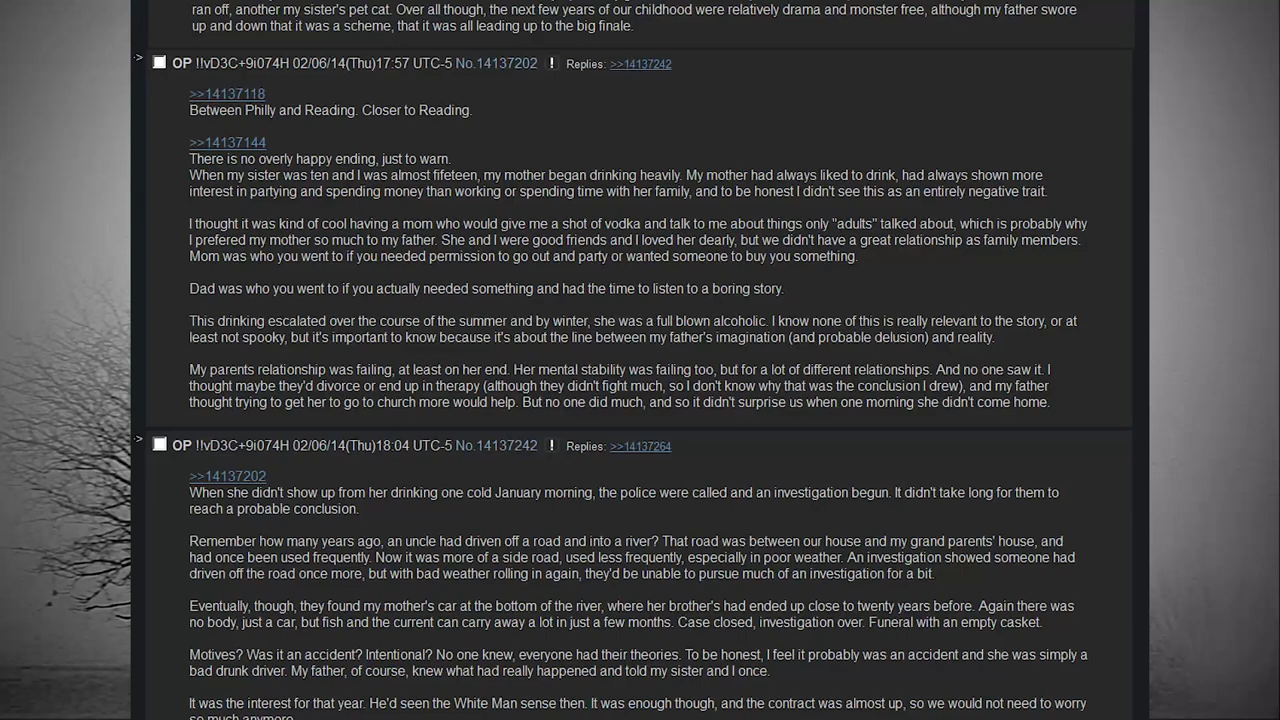 ran off, another my sister's pet cat. Over all though, the next few years of our childhood were relatively drama and monster free, although my father swore
up and down that it was a scheme, that it was all leading up to the big finale.
OP !!vD3C+9i074H 02/06/14(Thu)17:57 UTC-5 No.14137202 ! Replies: >>14137242
>>14137118
Between Philly and Reading. Closer to Reading.
>>14137144
There is no overly happy ending, just to warn.
When my sister was ten and I was almost fifeteen, my mother began drinking heavily. My mother had always liked to drink, had always shown more
interest in partying and spending money than working or spending time with her family, and to be honest I didn't see this as an entirely negative trait.
I thought it was kind of cool having a mom who would give me a shot of vodka and talk to me about things only "adults" talked about, which is probably why
I prefered my mother so much to my father. She and I were good friends and I loved her dearly, but we didn't have a great relationship as family members.
Mom was who you went to if you needed permission to go out and party or wanted someone to buy you something.
Dad was who you went to if you actually needed something and had the time to listen to a boring story.
This drinking escalated over the course of the summer and by winter, she was a full blown alcoholic. I know none of this is really relevant to the story, or at
least not spooky, but it's important to know because it's about the line between my father's imagination (and probable delusion) and reality.
My parents relationship was failing, at least on her end. Her mental stability was failing too, but for a lot of different relationships. And no one saw it. I
thought maybe they'd divorce or end up in therapy (although they didn't fight much, so I don't know why that was the conclusion I drew), and my father
thought trying to get her to go to church more would help. But no one did much, and so it didn't surprise us when one morning she didn't come home.
OP !!vD3C+9i074H 02/06/14(Thu)18:04 UTC-5 No.14137242 ! Replies: >>14137264
>>14137202
When she didn't show up from her drinking one cold January morning, the police were called and an investigation begun. It didn't take long for them to
reach a probable conclusion.
Remember how many years ago, an uncle had driven off a road and into a river? That road was between our house and my grand parents' house, and
had once been used frequently. Now it was more of a side road, used less frequently, especially in poor weather. An investigation showed someone had
driven off the road once more, but with bad weather rolling in again, they'd be unable to pursue much of an investigation for a bit.
Eventually, though, they found my mother's car at the bottom of the river, where her brother's had ended up close to twenty years before. Again there was
no body, just a car, but fish and the current can carry away a lot in just a few months. Case closed, investigation over. Funeral with an empty casket.
Motives? Was it an accident? Intentional? No one knew, everyone had their theories. To be honest, I feel it probably was an accident and she was simply a
bad drunk driver. My father, of course, knew what had really happened and told my sister and I once.
It was the interest for that year. He'd seen the White Man sense then. It was enough though, and the contract was almost up, so we would not need to worry
so much anymore.